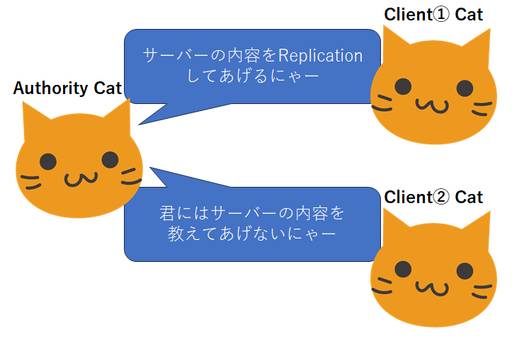 Client① Cat
サーバーの内容をReplication
してあげるにゃー
Authority Cat
Client② Cat
君にはサーバーの内容を
教えてあげないにゃー